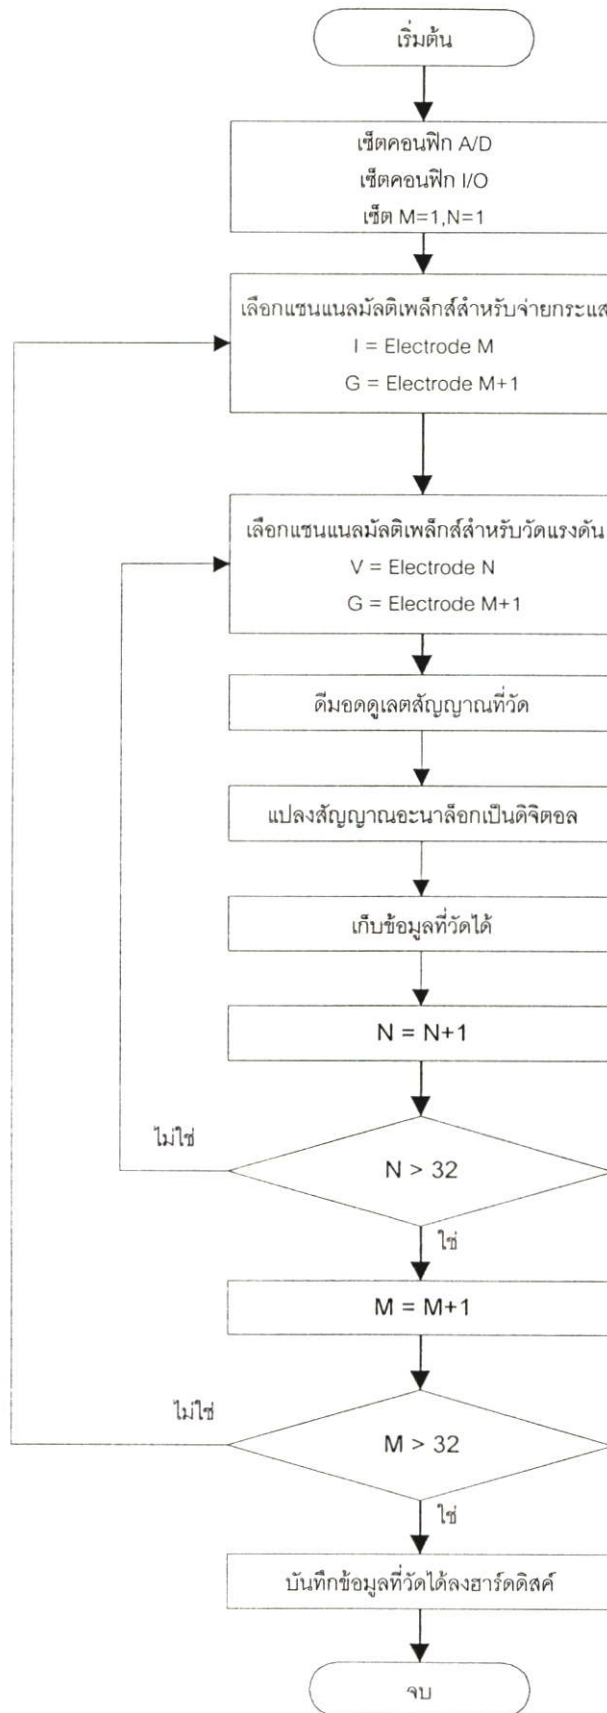 เริ่มต้น
เซ็ตคอนฟิก A/D
เซ็ตคอนฟิก I/O
เซ็ต M=1,N=1
เลือกแชนแนลมัลติเพล็กส์สำหรับจ่ายกระแส
I = Electrode M
G = Electrode M+1
เลือกแชนแนลมัลติเพล็กส์สำหรับวัดแรงดัน
V = Electrode N
G = Electrode M+1
ดีมอดดูเลตสัญญาณที่วัด
แปลงสัญญาณอะนาล็อกเป็นดิจิตอล
เก็บข้อมูลที่วัดได้
N = N+1
ไม่ใช่
N > 32
ใช่
M = M+1
ไม่ใช่
M > 32
ใช่
บันทึกข้อมูลที่วัดได้ลงฮาร์ดดิสค์
จบ